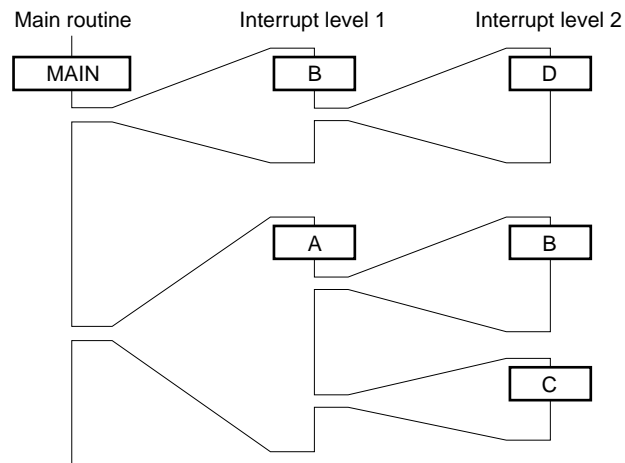 Main routine Interrupt level 1 Interrupt level 2
MAIN B D
A B
C